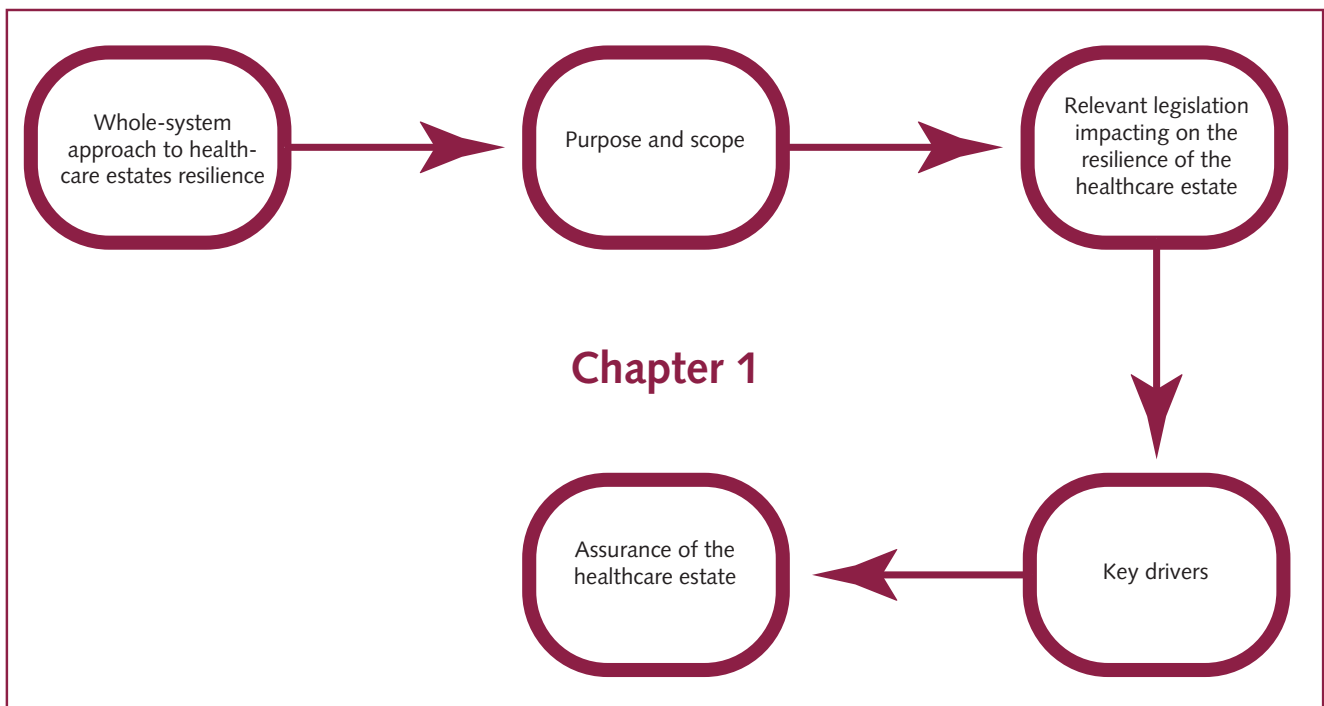 Whole-system
approach to health-
care estates resilience
Purpose and scope
Relevant legislation
impacting on the
resilience of the
healthcare estate
Chapter 1
Key drivers
Assurance of the
healthcare estate